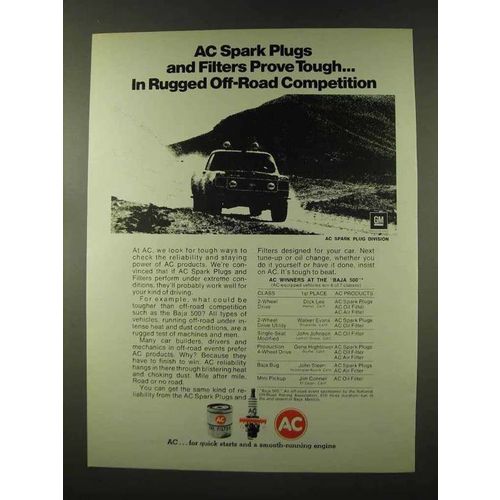 AC Spark Plugs
and Filters Prove Tough...
In Rugged Off-Road Competition
GM
AC SPARK PLUG DIVISION
At AC, we look for tough ways to
check the reliability and staying
power of AC products. We're con-
vinced that if AC Spark Plugs and
Filters perform under extreme con-
ditions, they'll probably work well for
your kind of driving.
For example, what could be
tougher than off-road competition
such as the Baja 500? All types of
vehicles, running off-road under in-
tense heat and dust conditions, are a
rugged test of machines and men.
Many car builders, drivers and
mechanics in off-road events prefer
AC products. Why? Because they
have to finish to win. AC reliability
hangs in there through blistering heat
and choking dust. Mile after mile.
Road or no road.
You can get the same kind of re-
liability from the AC Spark Plugs and
Filters designed for your car. Next
tune-up or oil change, whether you
do it yourself or have it done, insist
on AC. It's tough to beat.
AC WINNERS AT THE "BAJA 500"*
(AC-equipped vehicles won 6 of 7 classes)
CLASS 1st PLACE AC PRODUCTS
2-Wheel Drive Dick Lee AC Spark Plugs
AC Oil Filter
AC Air Filter
2-Wheel Drive Utility Walker Evans AC Spark Plugs
AC Oil Filter
Single-Seat Modified John Johnson AC Oil Filter
Production 4-Wheel Drive Gene Hightower AC Spark Plugs
AC Oil Filter
AC Air Filter
Baja Bug John Steen AC Spark Plugs
AC Air Filter
Mini Pickup Jim Conner AC Oil Filter
AC
OIL FILTER
AC
AC
AC...for quick starts and a smooth-running engine